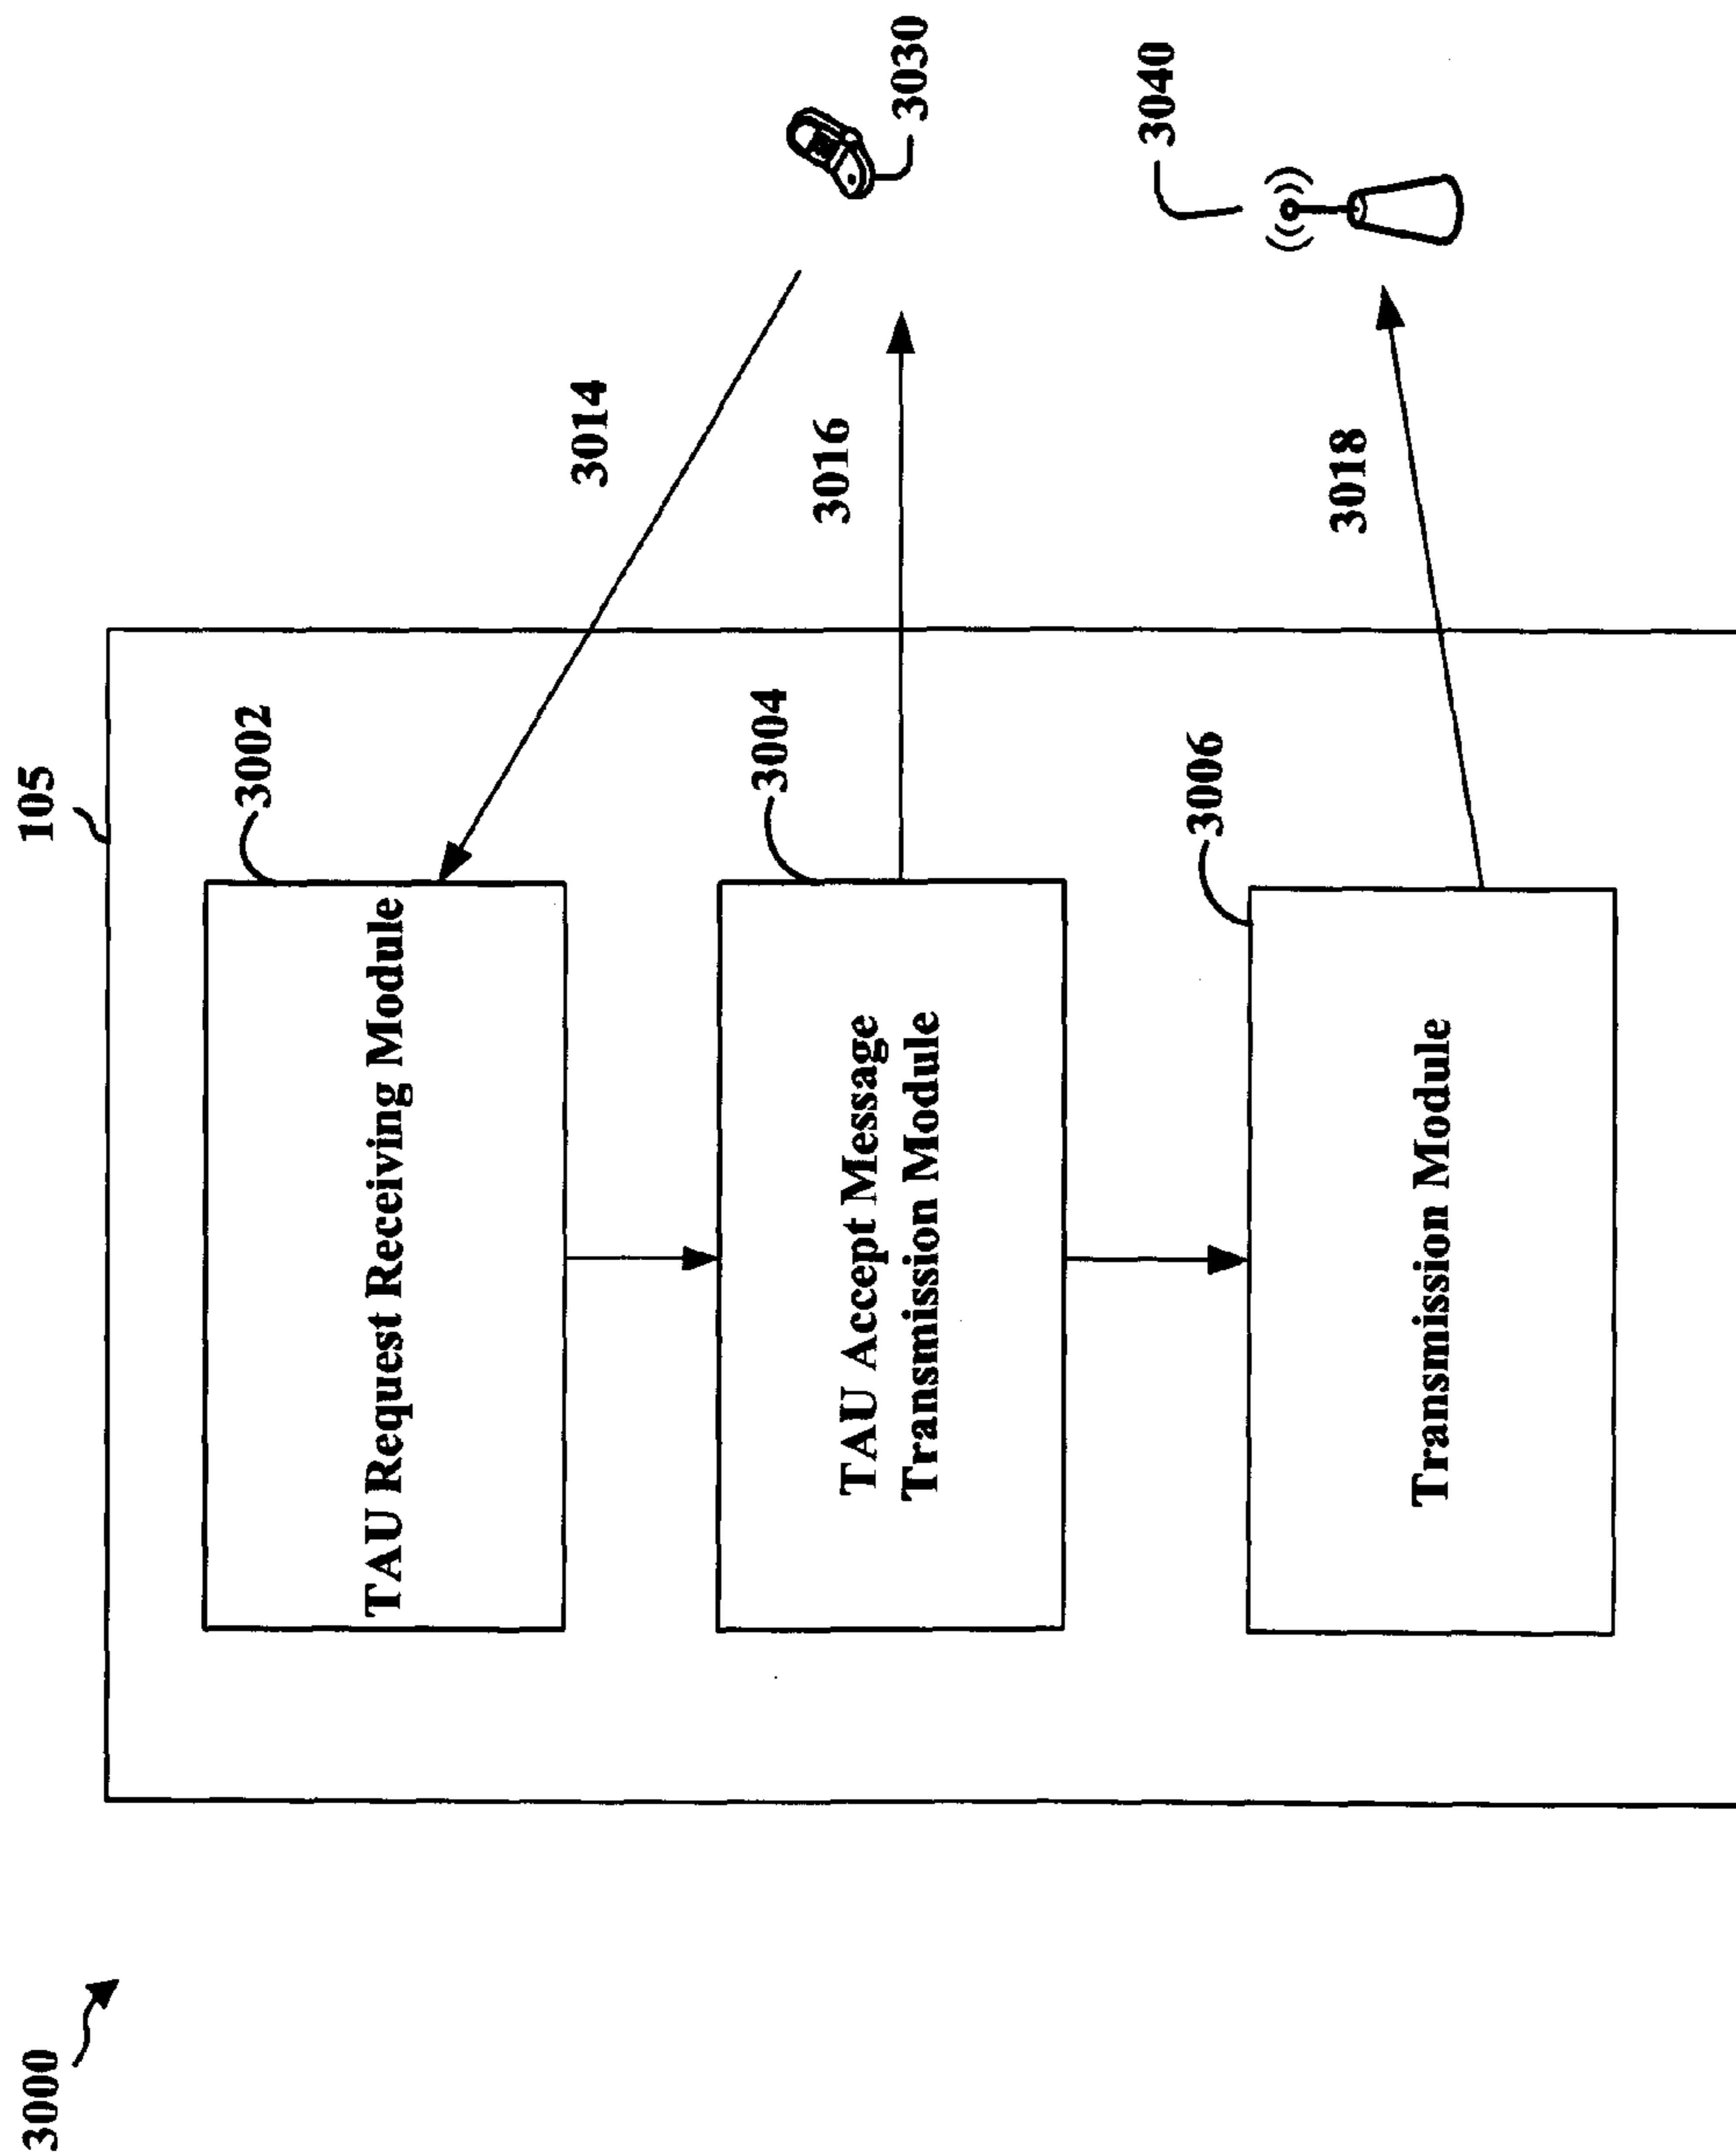 3000
105
3002
TAU Request Receiving Module
3014
3004
TAU Accept Message
Transmission Module
3016
3030
3006
Transmission Module
3018
3040